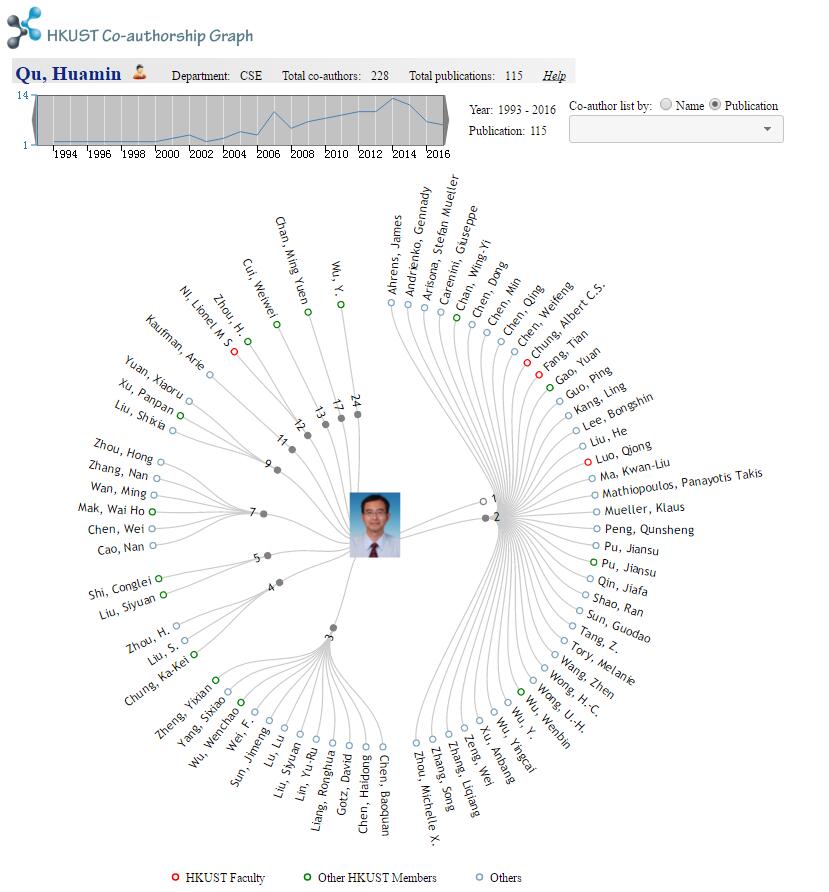 HKUST Co-authorship Graph
Qu, Huamin Department: CSE Total co-authors: 228 Total publications: 115 Help
14
1
1994 1996 1998 2000 2002 2004 2006 2008 2010 2012 2014 2016
Year: 1993 - 2016
Publication: 115
Co-author list by: Name Publication
Ahrens, James
Andrienko, Gennady
Arisona, Stefan Mueller
Carenini, Giuseppe
Chan, Wing-Yi
Chen, Dong
Chen, Min
Chen, Qing
Chen, Weifeng
Chung, Albert C.S.
Fang, Tian
Gao, Yuan
Guo, Ping
Kang, Ling
Lee, Bongshin
Liu, He
Luo, Qiong
Ma, Kwan-Liu
Mathiopoulos, Panayotis Takis
Mueller, Klaus
Peng, Qunsheng
Pu, Jiansu
Pu, Jiansu
Qin, Jiafa
Shao, Ran
Sun, Guodao
Tang, Z.
Tory, Melanie
Wang, Zhen
Wong, H.-C.
Wong, U.-H.
Wu, Wenbin
Wu, Y.
Wu, Yingcai
Xu, Anbang
Zeng, Wei
Zhang, Liqiang
Zhang, Song
Zhou, Michelle X.
1
2
3
Chen, Baoquan
Chen, Haidong
Gotz, David
Liang, Ronghua
Lin, Yu-Ru
Liu, Siyuan
Lu, Lu
Sun, Jimeng
Wei, F.
Wu, Wenchao
Yang, Sixiao
Zheng, Yixian
4
Chung, Ka-Kei
Liu, S.
Zhou, H.
5
Liu, Siyuan
Shi, Conglei
7
Cao, Nan
Chen, Wei
Mak, Wai Ho
Wan, Ming
Zhang, Nan
Zhou, Hong
9
Liu, Shixia
Xu, Panpan
Yuan, Xiaoru
11
Kaufman, Arie
12
NI, Lionel M S
Zhou, H.
13
Cui, Weiwei
17
Chan, Ming Yuen
24
Wu, Y.
HKUST Faculty Other HKUST Members Others